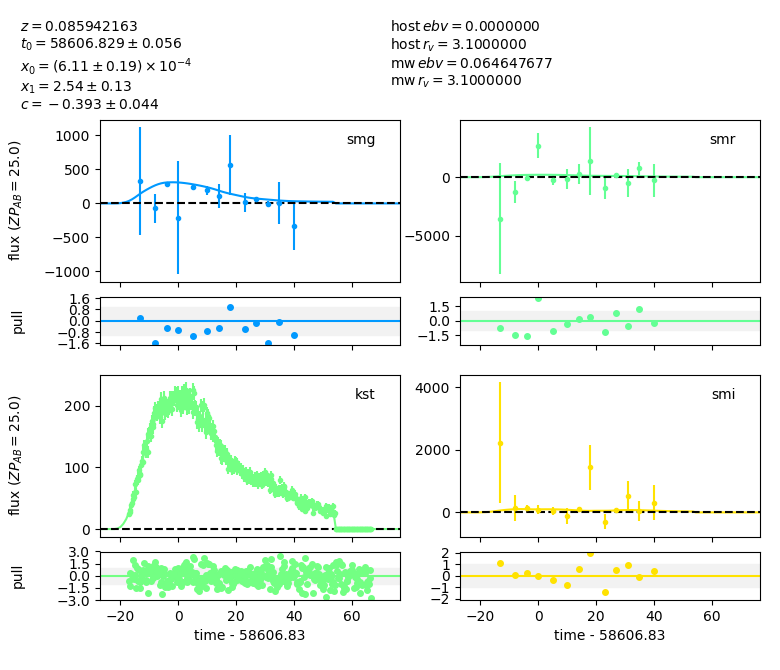 z = 0.085942163
t₀ = 58606.829 ± 0.056
x₀ = (6.11 ± 0.19) × 10⁻⁴
x₁ = 2.54 ± 0.13
c = −0.393 ± 0.044
host ebv = 0.0000000
host r_v = 3.1000000
mw ebv = 0.064647677
mw r_v = 3.1000000
flux (ZP_AB = 25.0)
1000
500
0
−500
−1000
smg
0
−5000
smr
pull
1.6
0.8
0.0
−0.8
−1.6
1.5
0.0
−1.5
flux (ZP_AB = 25.0)
200
100
0
kst
4000
2000
0
smi
pull
3.0
1.5
0.0
−1.5
−3.0
2
1
0
−1
−2
−20 0 20 40 60
−20 0 20 40 60
time - 58606.83
time - 58606.83